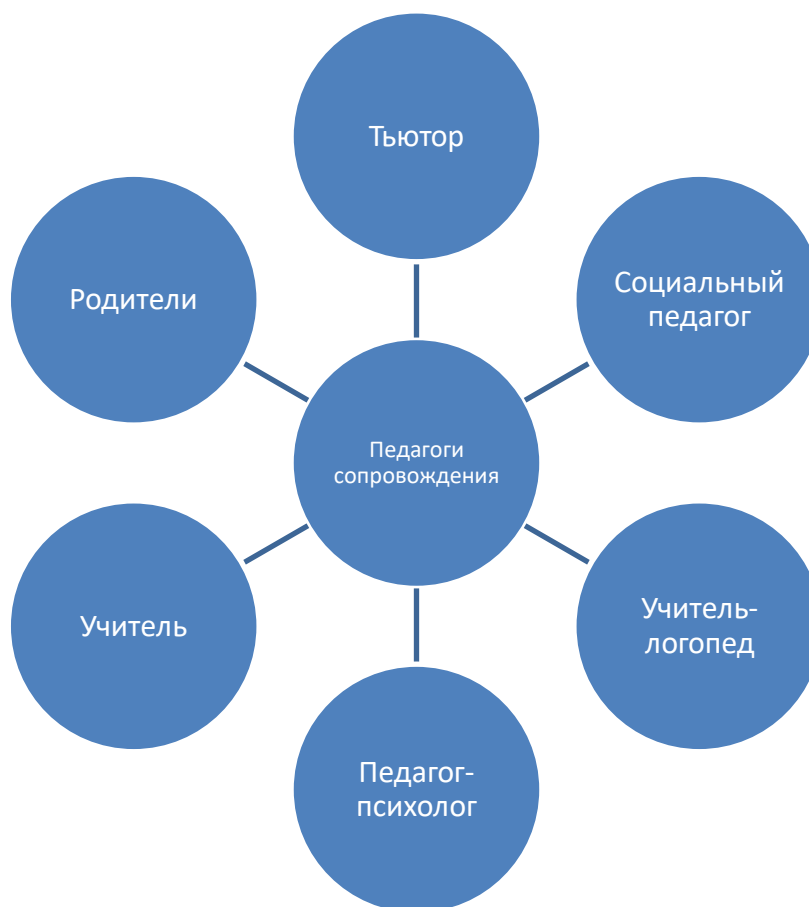 Тьютор
Родители
Социальный
педагог
Педагоги
сопровождения
Учитель
Учитель-
логопед
Педагог-
психолог